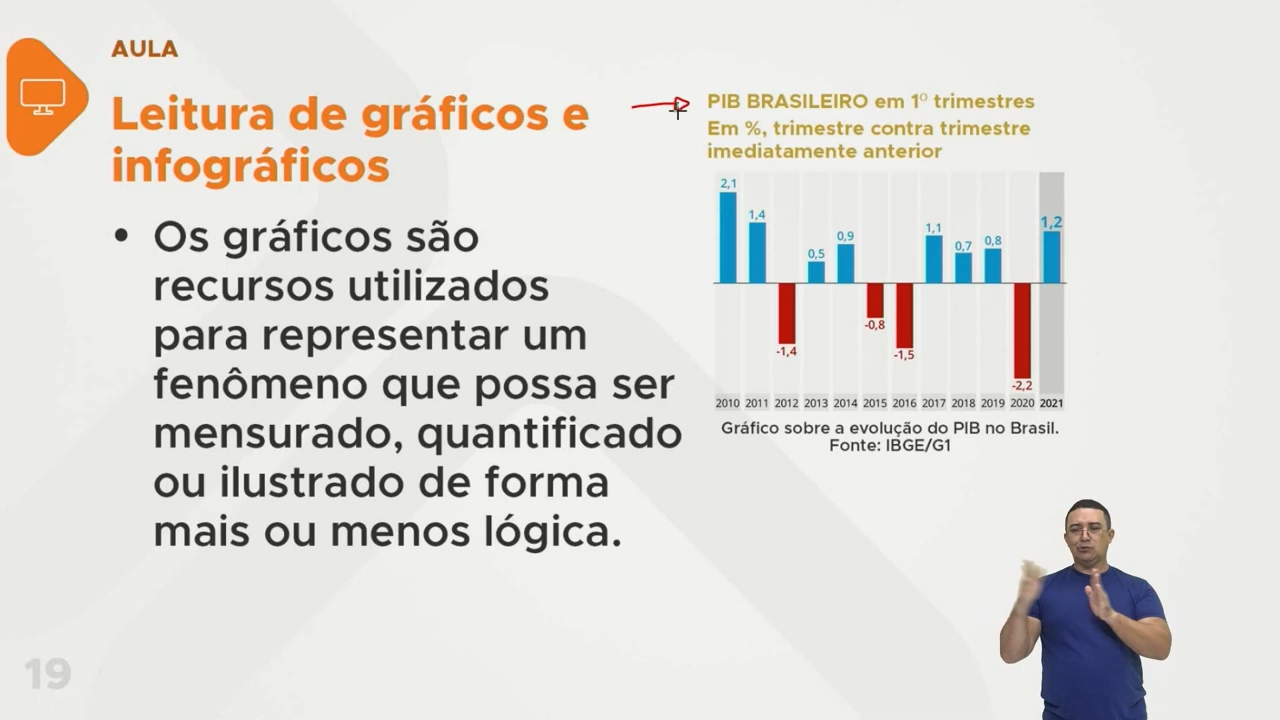 AULA
Leitura de gráficos e
infográficos
• Os gráficos são
recursos utilizados
para representar um
fenômeno que possa ser
mensurado, quantificado
ou ilustrado de forma
mais ou menos lógica.
PIB BRASILEIRO em 1º trimestres
Em %, trimestre contra trimestre
imediatamente anterior
2,1
1,4
-1,4
0,5
0,9
-0,8
-1,5
1,1
0,7
0,8
-2,2
1,2
2010 2011 2012 2013 2014 2015 2016 2017 2018 2019 2020 2021
Gráfico sobre a evolução do PIB no Brasil.
Fonte: IBGE/G1
19